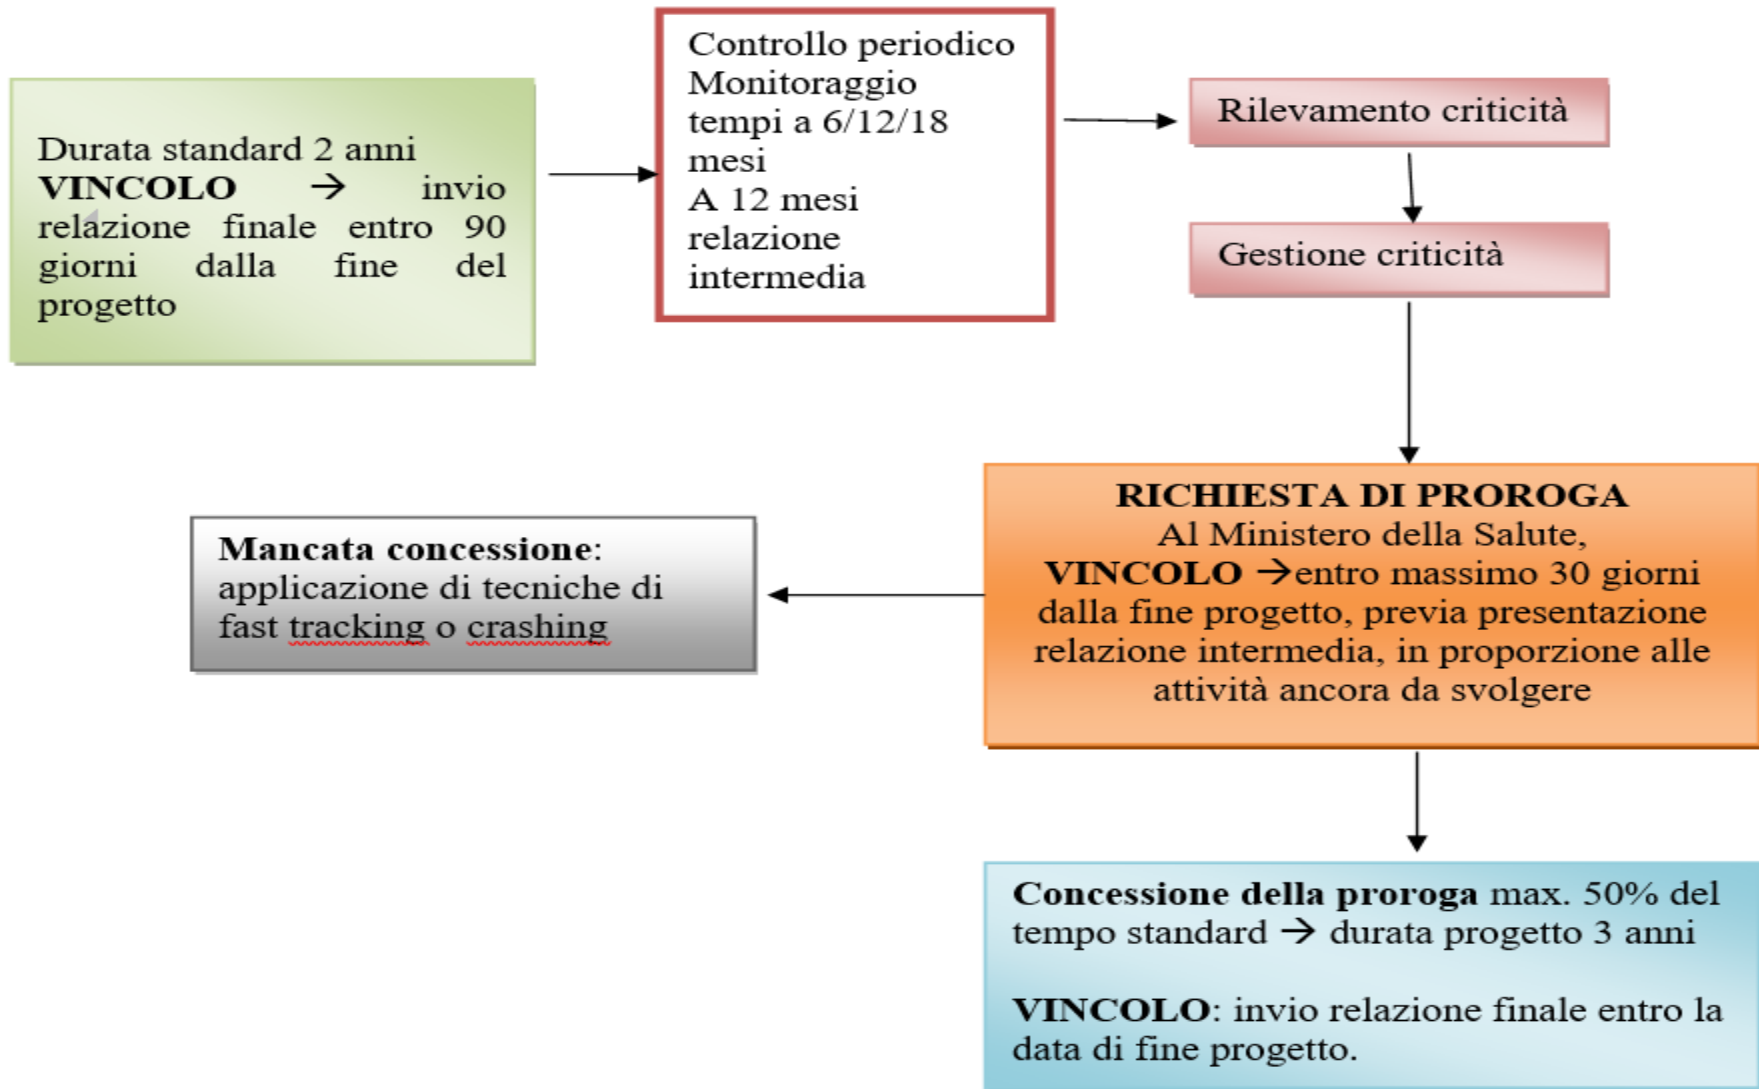 Durata standard 2 anni
VINCOLO → invio
relazione finale entro 90
giorni dalla fine del
progetto
Controllo periodico
Monitoraggio
tempi a 6/12/18
mesi
A 12 mesi
relazione
intermedia
Rilevamento criticità
Gestione criticità
RICHIESTA DI PROROGA
Al Ministero della Salute,
VINCOLO →entro massimo 30 giorni
dalla fine progetto, previa presentazione
relazione intermedia, in proporzione alle
attività ancora da svolgere
Mancata concessione:
applicazione di tecniche di
fast tracking o crashing
Concessione della proroga max. 50% del
tempo standard → durata progetto 3 anni
VINCOLO: invio relazione finale entro la
data di fine progetto.